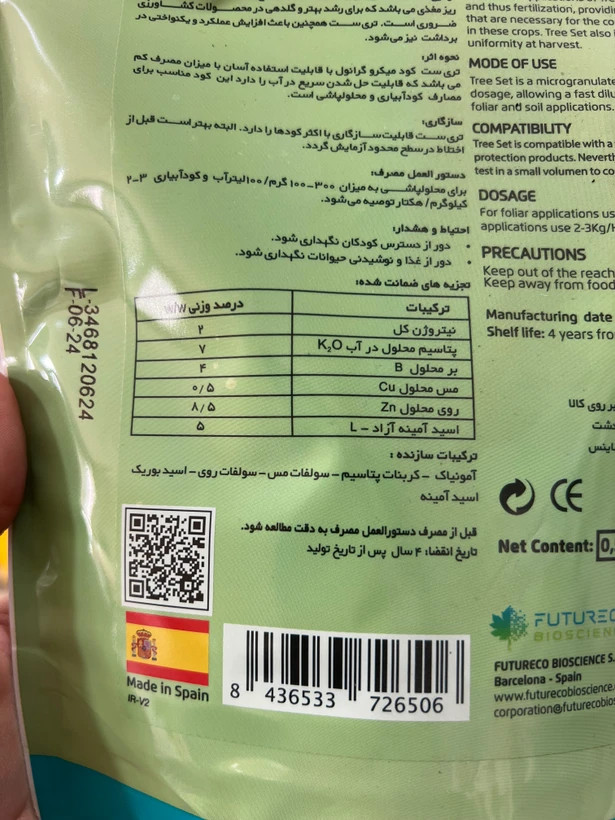 ریز مغذی می باشد که برای رشد بهتر و گلدهی در محصولات کشاورزی
ضروری است. تری ست همچنین باعث افزایش عملکرد و یکنواختی در
برداشت نیز می شود.
نحوه اثر:
تری ست کود میکرو گرانول با قابلیت استفاده آسان با میزان مصرف کم
می باشد که قابلیت حل شدن سریع در آب را دارد این کود مناسب برای
مصارف کودآبیاری و محلولپاشی است.
سازگاری:
تری ست قابلیت سازگاری با اکثر کودها را دارد. البته بهتر است قبل از
اختلاط در سطح محدود آزمایش گردد.
دستور العمل مصرف:
برای محلولپاشی به میزان ۳۰۰-۱۰۰ گرم/۱۰۰لیترآب و کودآبیاری ۳-۲
کیلوگرم/هکتار توصیه می شود.
احتیاط و هشدار:
• دور از دسترس کودکان نگهداری شود.
• دور از غذا و نوشیدنی حیوانات نگهداری شود.
تجزیه های ضمانت شده:
ترکیبات درصد وزنی w/w
نیتروژن کل ۲
پتاسیم محلول در آب K₂O ۷
بر محلول B ۴
مس محلول Cu ۰/۵
روی محلول Zn ۸/۵
اسید آمینه آزاد - L ۵
ترکیبات سازنده :
آمونیاک - کربنات پتاسیم - سولفات مس - سولفات روی - اسید بوریک
اسید آمینه
قبل از مصرف دستورالعمل مصرف به دقت مطالعه شود.
تاریخ انقضا: ۴ سال پس از تاریخ تولید
and thus fertilization, providi
that are necessary for the co
in these crops. Tree Set also
uniformity at harvest.
MODE OF USE
Tree Set is a microgranulate
dosage, allowing a fast dilu
foliar and soil applications.
COMPATIBILITY
Tree Set is compatible with a
protection products. Nevert
test in a small volumen to co
DOSAGE
For foliar applications us
applications use 2-3Kg/H
PRECAUTIONS
Keep out of the reach
Keep away from food
Manufacturing date
Shelf life: 4 years fro
بر روی کالا
CE
Net Content: 0,
FUTUREC
BIOSCIEN
FUTURECO BIOSCIENCE S.
Barcelona - Spain
www.futurecobioscience.
corporation@futurecobios
L-3468120624
F-06-24
Made in Spain
IR-V2
8 436533 726506